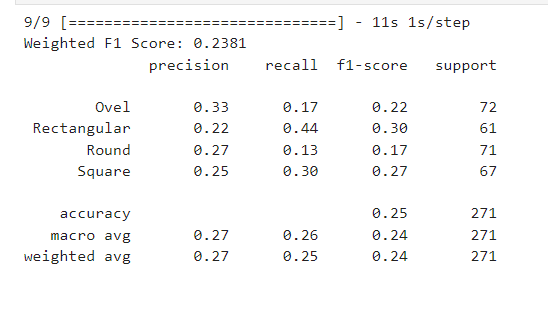 9/9 [==============================] - 11s 1s/step
Weighted F1 Score: 0.2381
precision recall f1-score support
Ovel 0.33 0.17 0.22 72
Rectangular 0.22 0.44 0.30 61
Round 0.27 0.13 0.17 71
Square 0.25 0.30 0.27 67
accuracy 0.25 271
macro avg 0.27 0.26 0.24 271
weighted avg 0.27 0.25 0.24 271